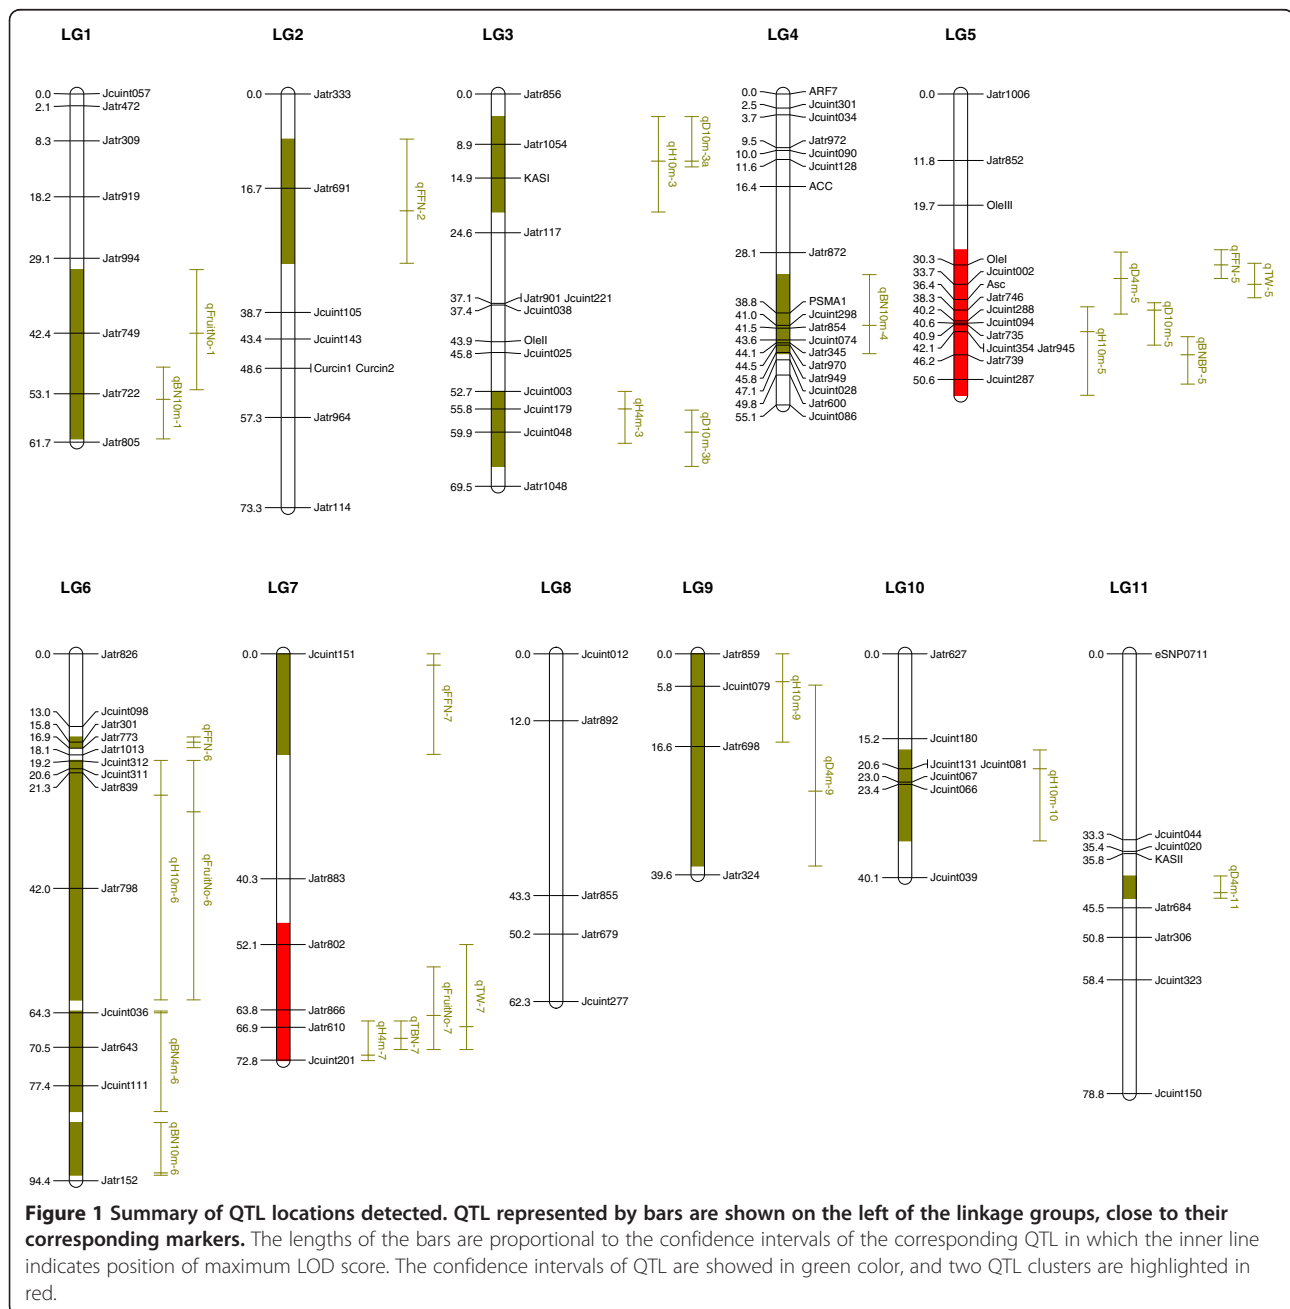 LG1
0.0 Jcuint057
2.1 Jatr472
8.3 Jatr309
18.2 Jatr919
29.1 Jatr994
42.4 Jatr749
53.1 Jatr722
61.7 Jatr805
qFruitNo-1
qBN10m-1
LG2
0.0 Jatr333
16.7 Jatr691
38.7 Jcuint105
43.4 Jcuint143
48.6 Curcin1 Curcin2
57.3 Jatr964
73.3 Jatr114
qFFN-2
LG3
0.0 Jatr856
8.9 Jatr1054
14.9 KASI
24.6 Jatr117
37.1 Jatr901 Jcuint221
37.4 Jcuint038
43.9 OleII
45.8 Jcuint025
52.7 Jcuint003
55.8 Jcuint179
59.9 Jcuint048
69.5 Jatr1048
qH10m-3
qD10m-3a
qH4m-3
qD10m-3b
LG4
0.0 ARF7
2.5 Jcuint301
3.7 Jcuint034
9.5 Jatr972
10.0 Jcuint090
11.6 Jcuint128
16.4 ACC
28.1 Jatr872
38.8 PSMA1
41.0 Jcuint298
41.5 Jatr854
43.6 Jcuint074
44.1 Jatr345
44.5 Jatr970
45.8 Jatr949
47.1 Jcuint028
49.8 Jatr600
55.1 Jcuint086
qBN10m-4
LG5
0.0 Jatr1006
11.8 Jatr852
19.7 OleIII
30.3 OleI
33.7 Jcuint002
36.4 Asc
38.3 Jatr746
40.2 Jcuint288
40.6 Jcuint094
40.9 Jatr735
42.1 Jcuint354 Jatr945
46.2 Jatr739
50.6 Jcuint287
qH10m-5
qD4m-5
qD10m-5
qBNBP-5
qFFN-5
qTW-5
LG6
0.0 Jatr826
13.0 Jcuint098
15.8 Jatr301
16.9 Jatr773
18.1 Jatr1013
19.2 Jcuint312
20.6 Jcuint311
21.3 Jatr839
42.0 Jatr798
64.3 Jcuint036
70.5 Jatr643
77.4 Jcuint111
94.4 Jatr152
qFFN-6
qH10m-6
qFruitNo-6
qBN4m-6
qBN10m-6
LG7
0.0 Jcuint151
40.3 Jatr883
52.1 Jatr802
63.8 Jatr866
66.9 Jatr610
72.8 Jcuint201
qFFN-7
qH4m-7
qTBN-7
qFruitNo-7
qTW-7
LG8
0.0 Jcuint012
12.0 Jatr892
43.3 Jatr855
50.2 Jatr679
62.3 Jcuint277
LG9
0.0 Jatr859
5.8 Jcuint079
16.6 Jatr698
39.6 Jatr324
qH10m-9
qD4m-9
LG10
0.0 Jatr627
15.2 Jcuint180
20.6 Jcuint131 Jcuint081
23.0 Jcuint067
23.4 Jcuint066
40.1 Jcuint039
qH10m-10
LG11
0.0 eSNP0711
33.3 Jcuint044
35.4 Jcuint020
35.8 KASII
45.5 Jatr684
50.8 Jatr306
58.4 Jcuint323
78.8 Jcuint150
qD4m-11
Figure 1 Summary of QTL locations detected. QTL represented by bars are shown on the left of the linkage groups, close to their
corresponding markers. The lengths of the bars are proportional to the confidence intervals of the corresponding QTL in which the inner line
indicates position of maximum LOD score. The confidence intervals of QTL are showed in green color, and two QTL clusters are highlighted in
red.